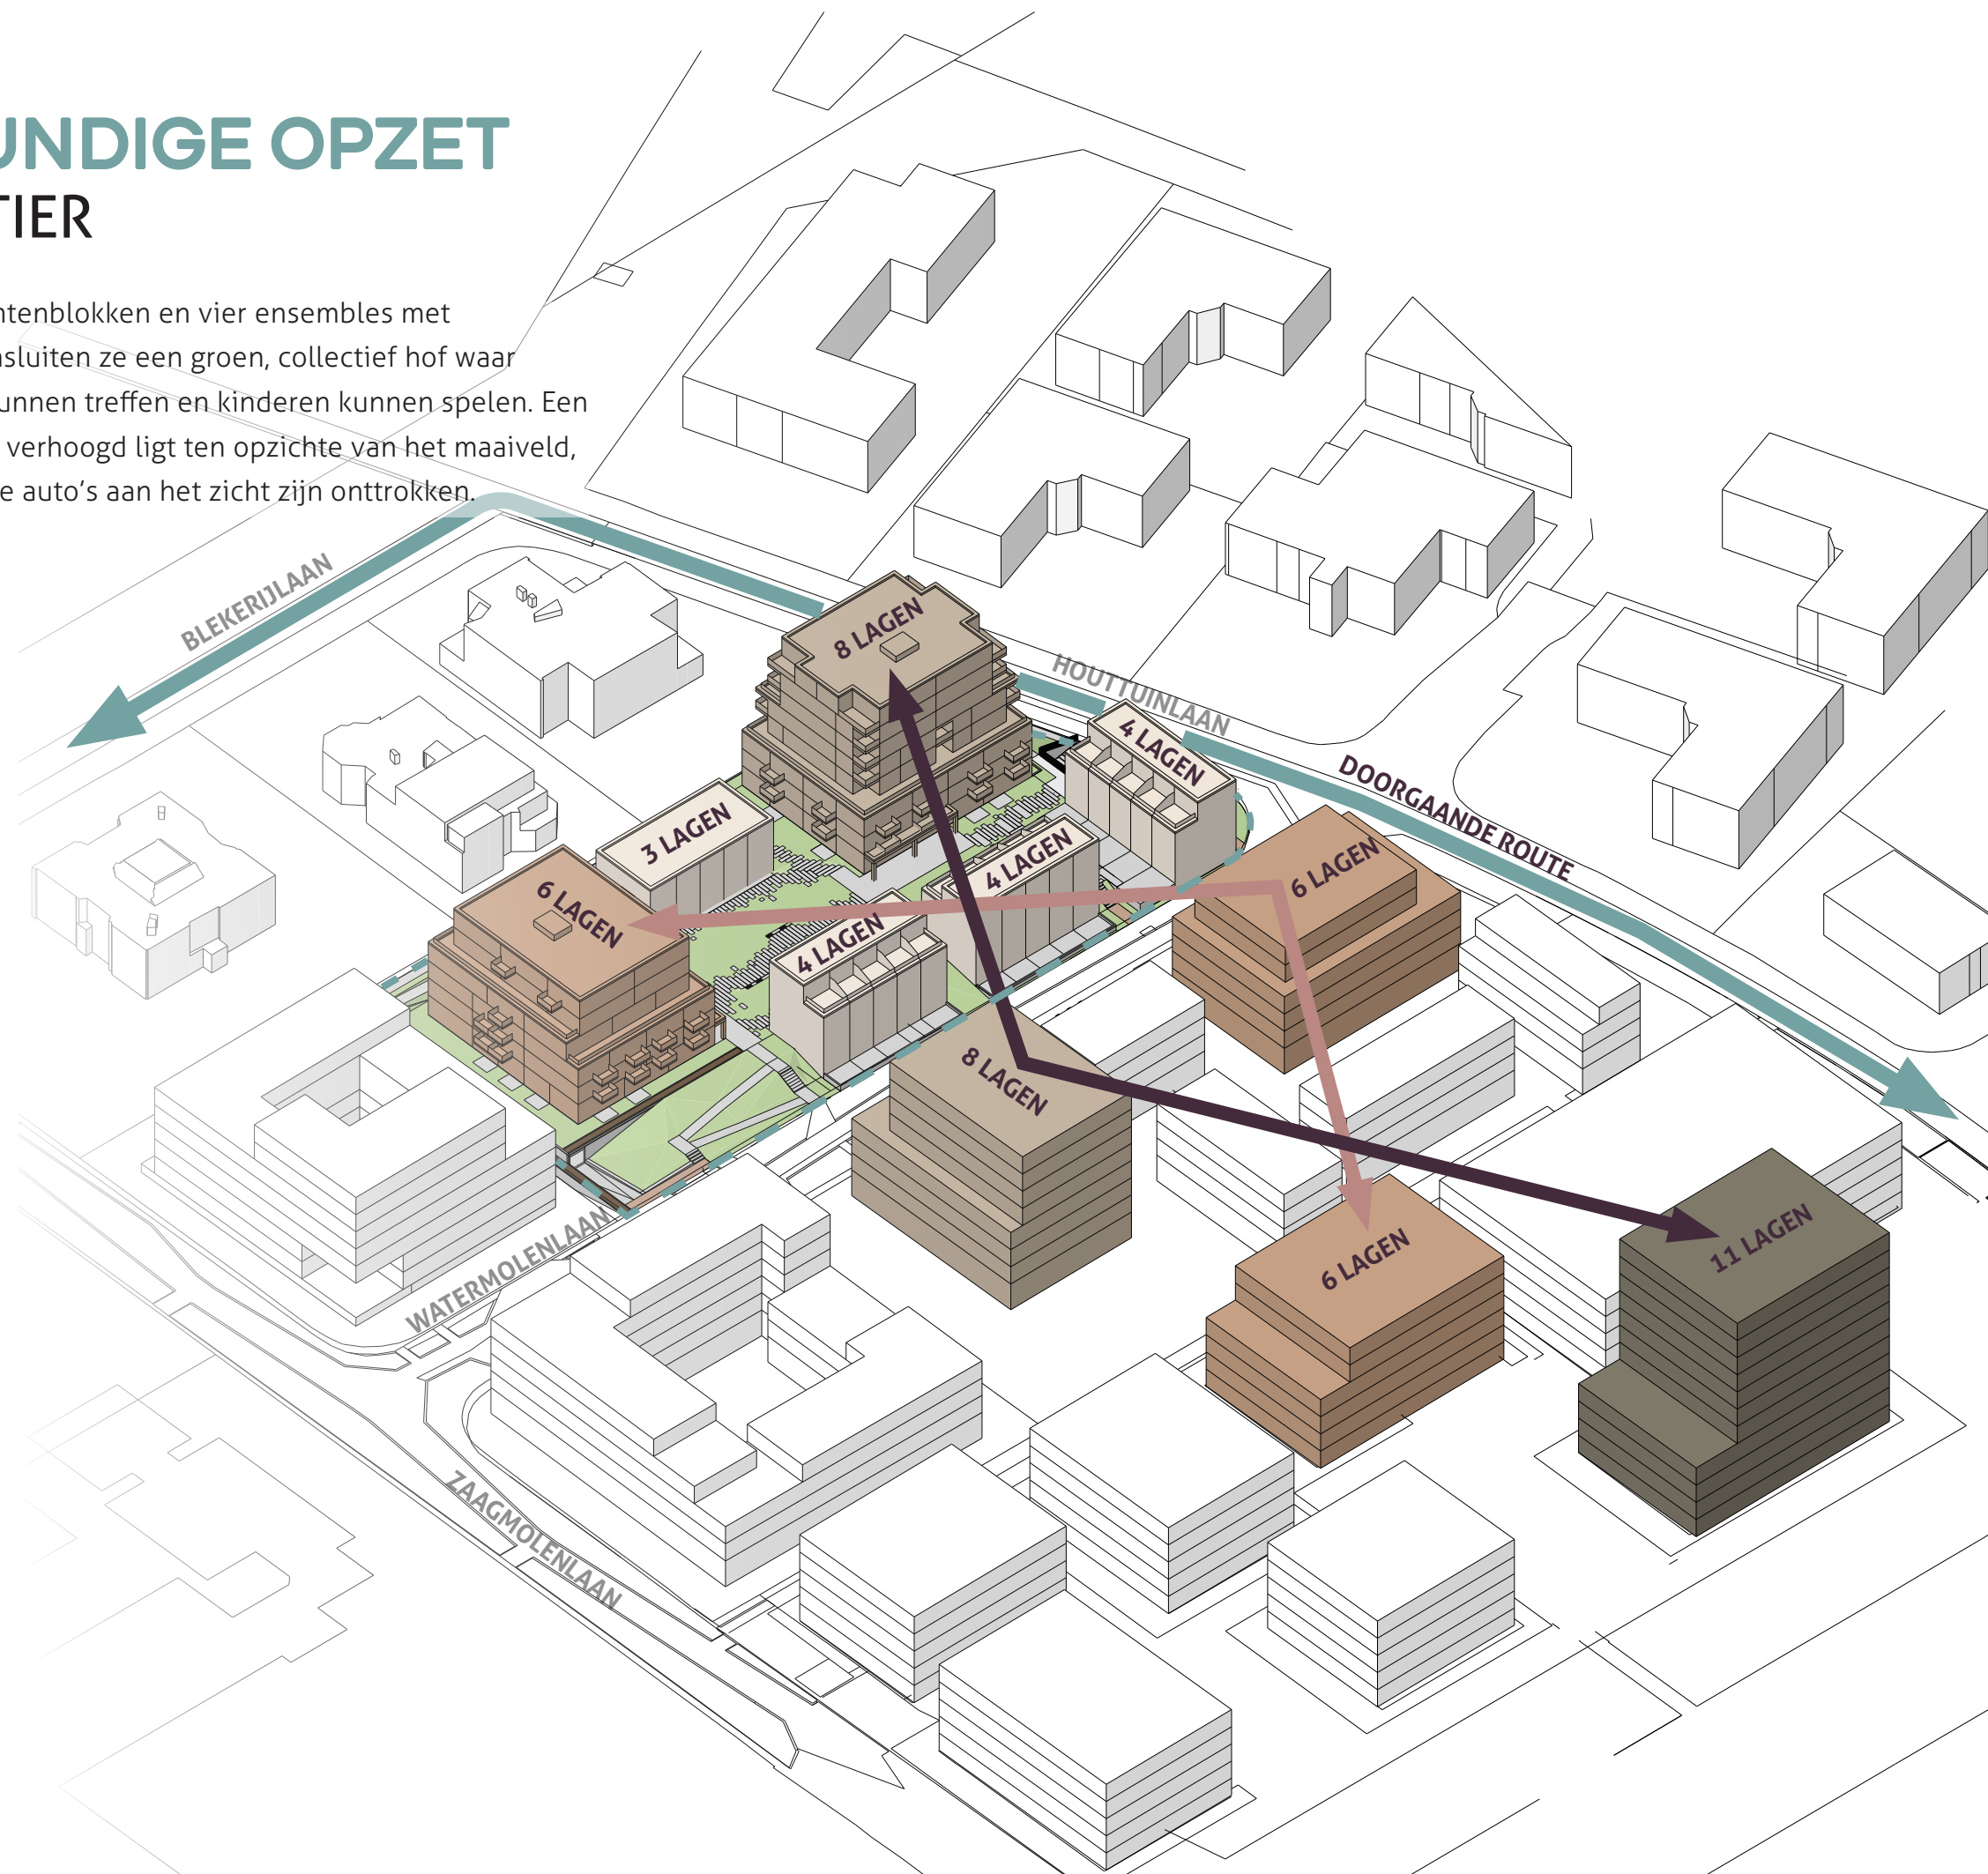 UNDIGE OPZET
TIER
ntenblokken en vier ensembles met
nsluiten ze een groen, collectief hof waar
unnen treffen en kinderen kunnen spelen. Een
verhoogd ligt ten opzichte van het maaiveld,
e auto's aan het zicht zijn onttrokken.
BLEKERIJLAAN
8 LAGEN
HOUTTUINLAAN
4 LAGEN
DOORGAANDE ROUTE
3 LAGEN
4 LAGEN
6 LAGEN
6 LAGEN
4 LAGEN
8 LAGEN
WATERMOLENLAAN
6 LAGEN
11 LAGEN
ZAAGMOLENLAAN